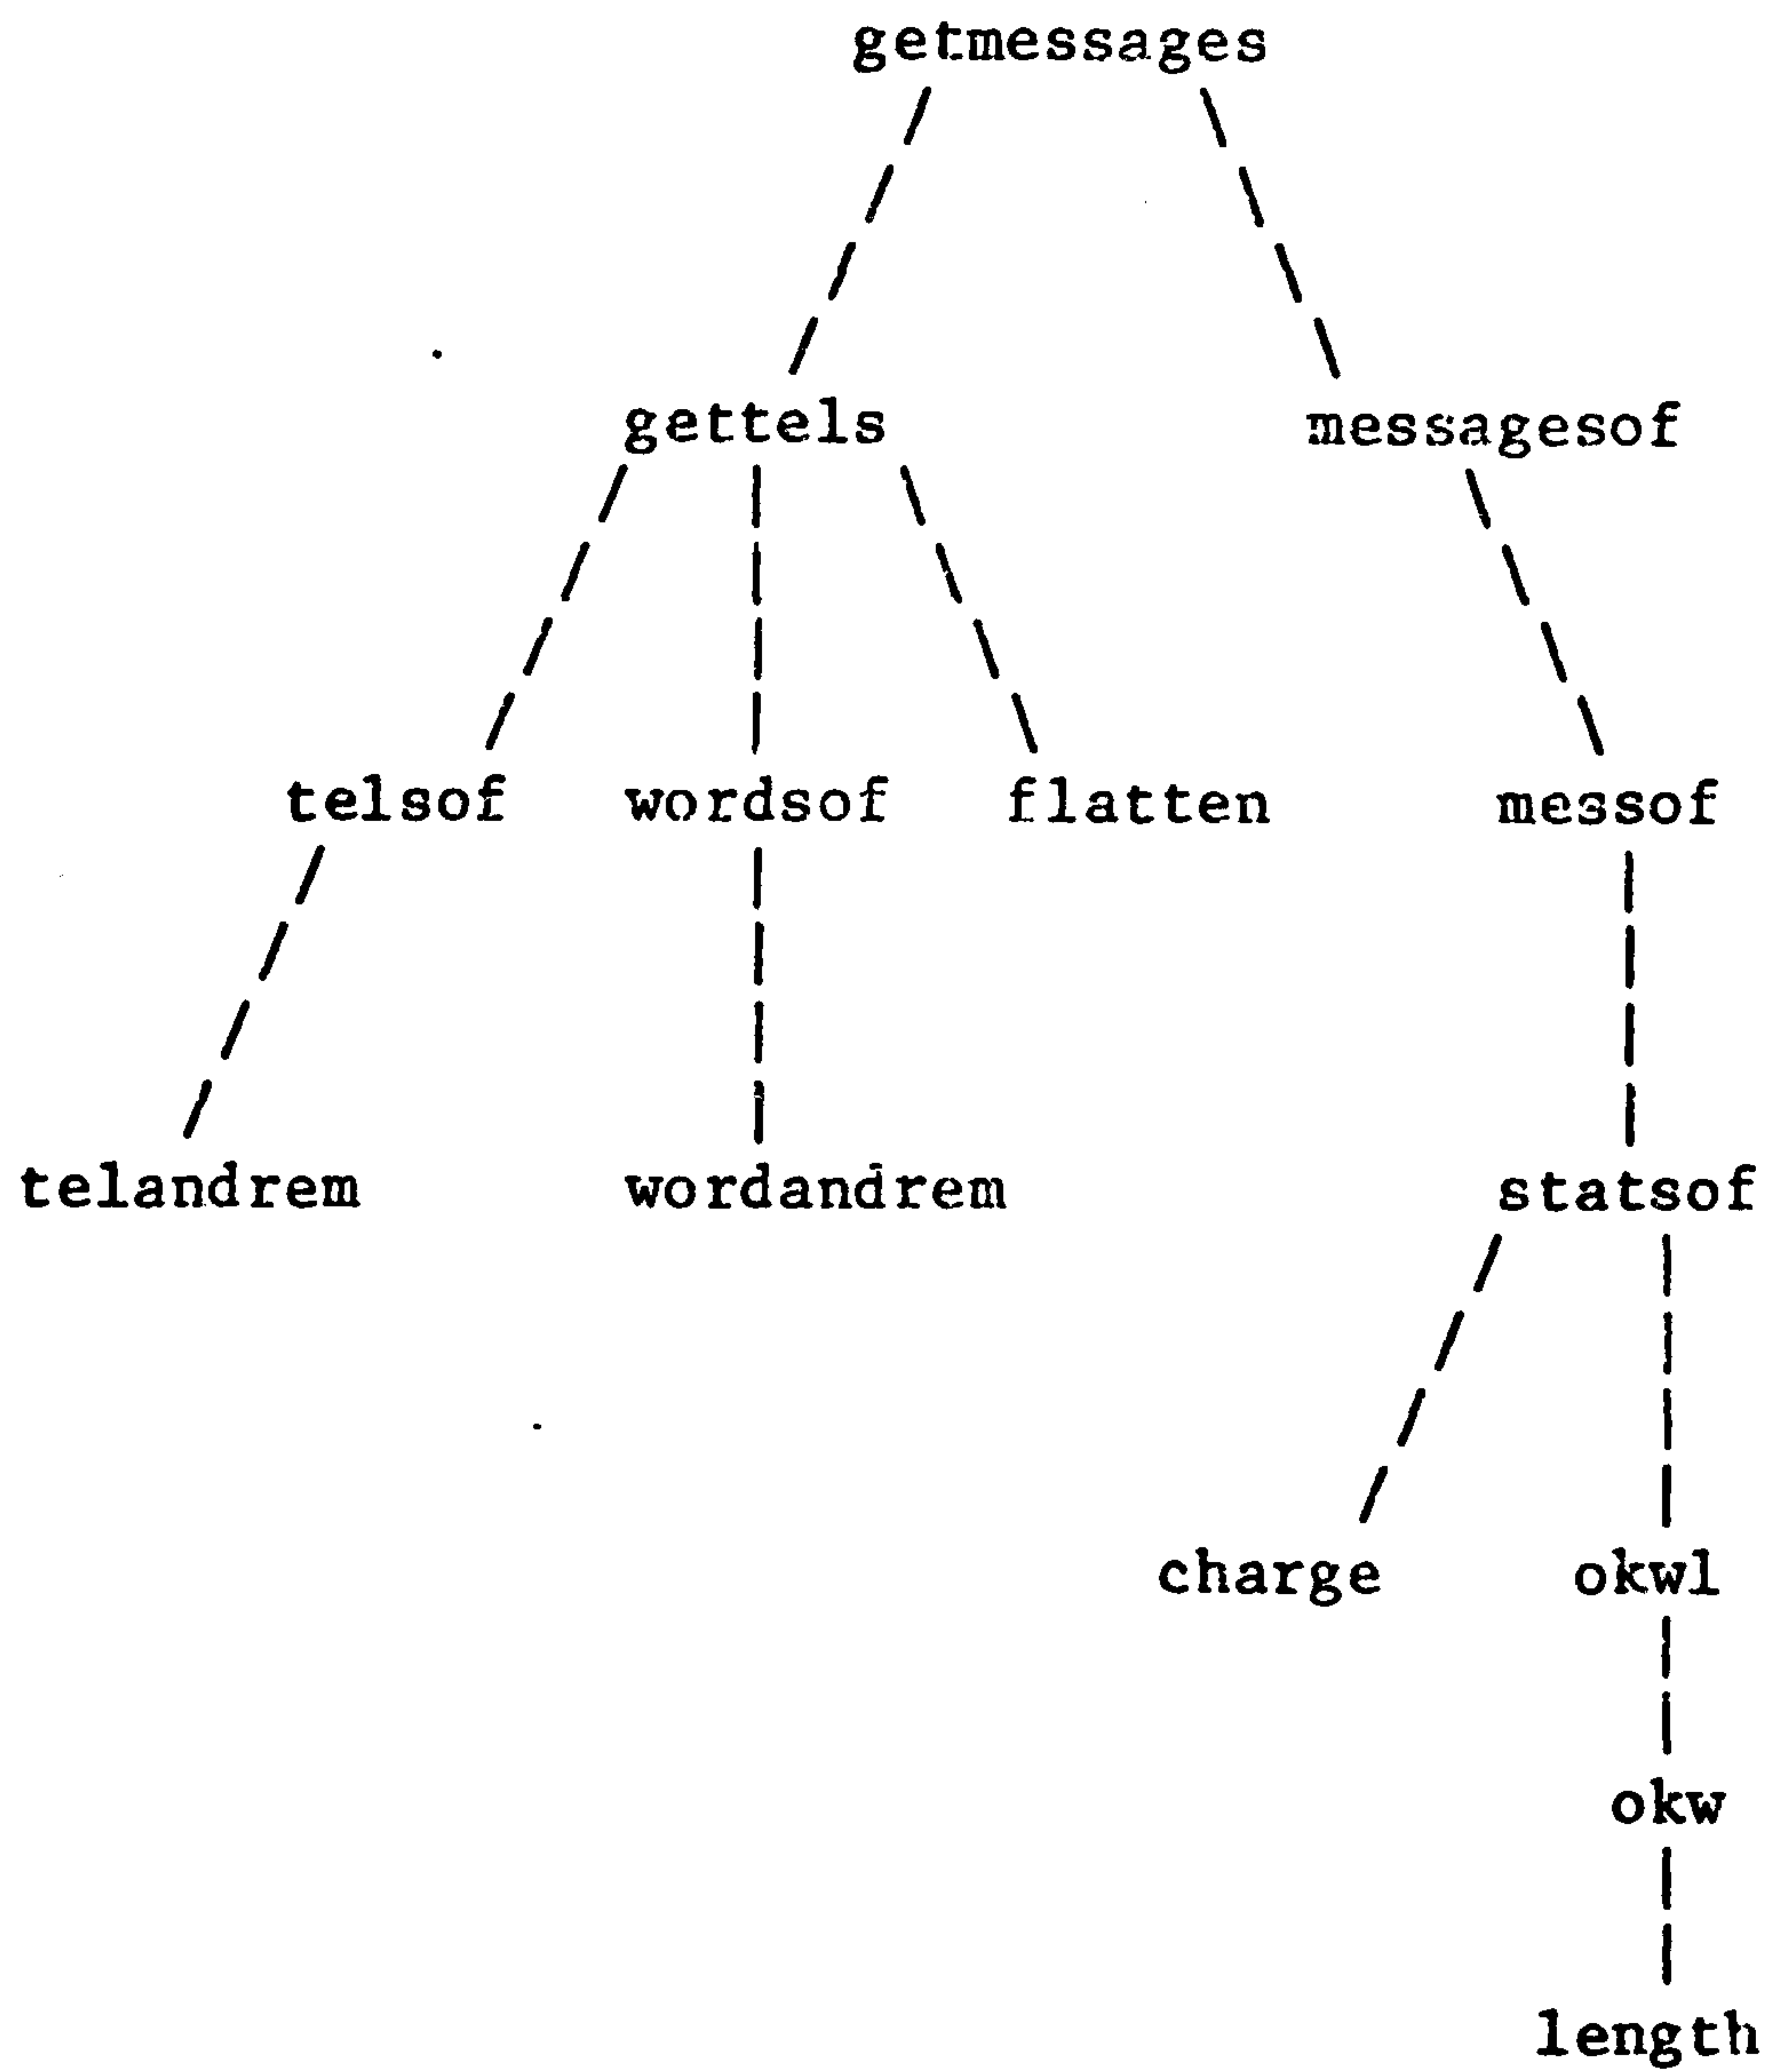 getmessages
gettels messagesof
telsof wordsof flatten messof
telandrem wordandrem statsof
charge okwl
okw
length